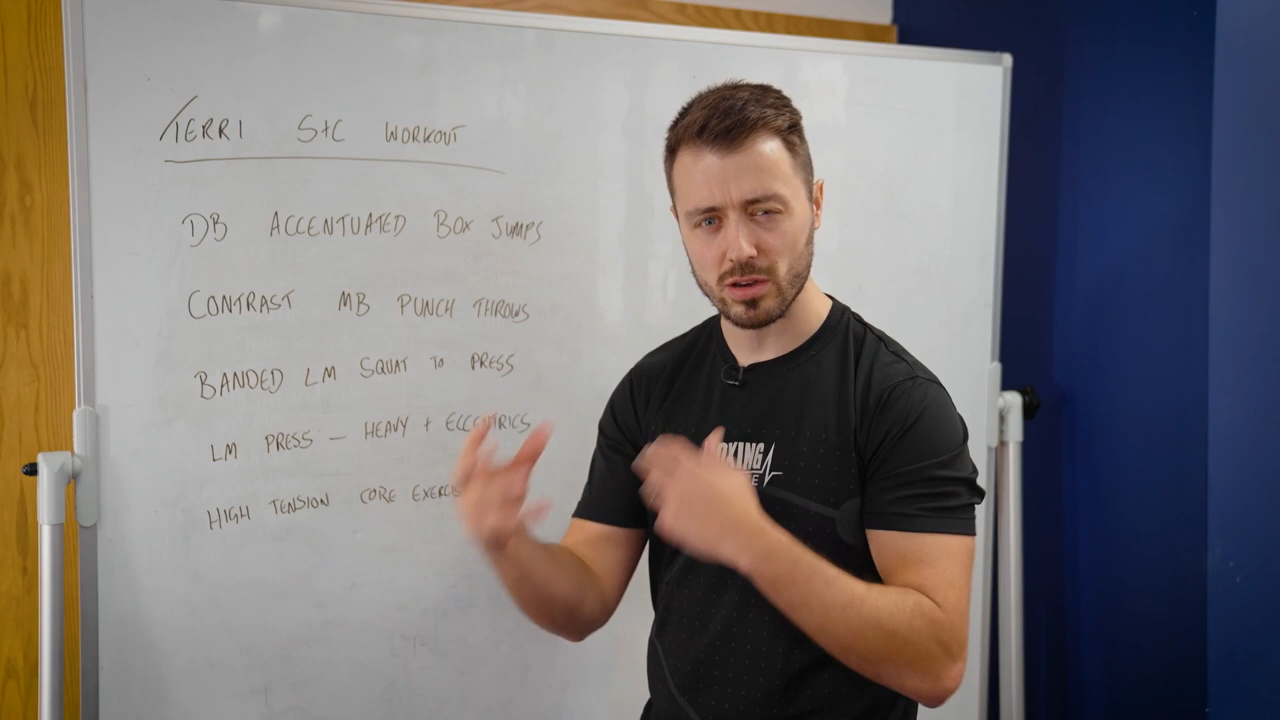 TERRI S+C WORKOUT
DB ACCENTUATED BOX JUMPS
CONTRAST MB PUNCH THROWS
BANDED LM SQUAT TO PRESS
LM PRESS – HEAVY + ECCENTRICS
HIGH TENSION CORE